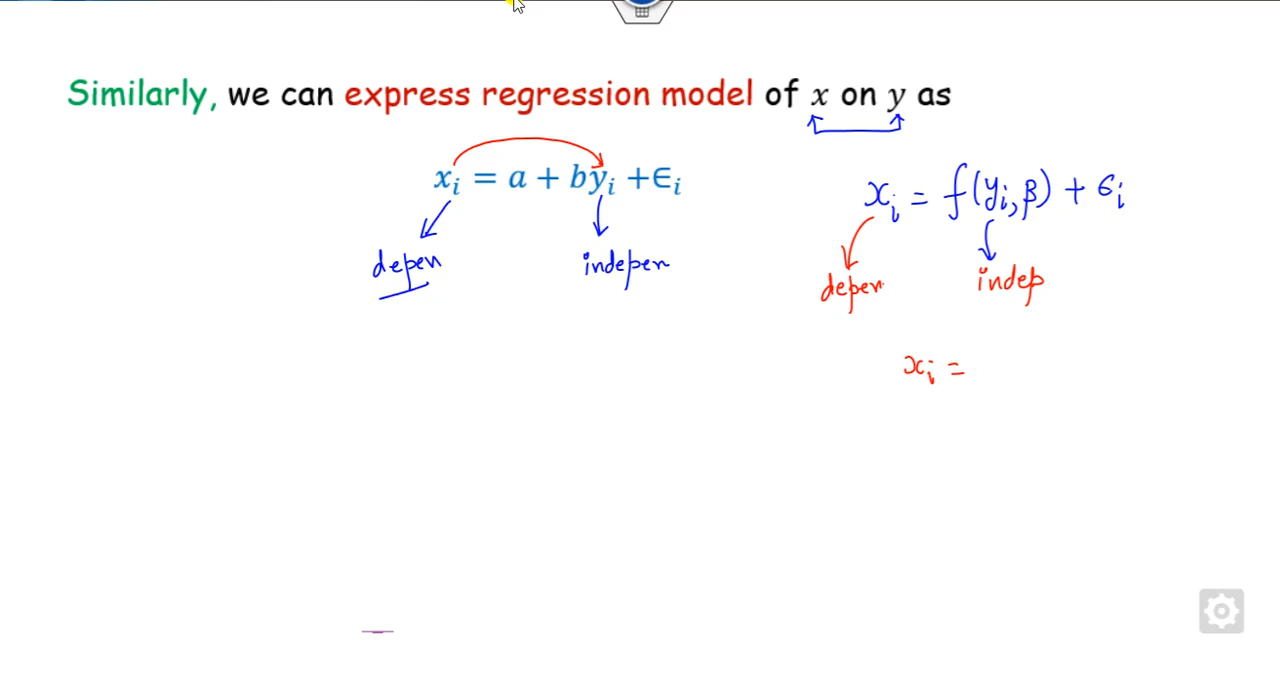 Similarly, we can express regression model of x on y as
xᵢ = a + byᵢ +∈ᵢ
xᵢ = f(yᵢ, β) + ϵᵢ
depen
indepen
depen
indep
xᵢ =